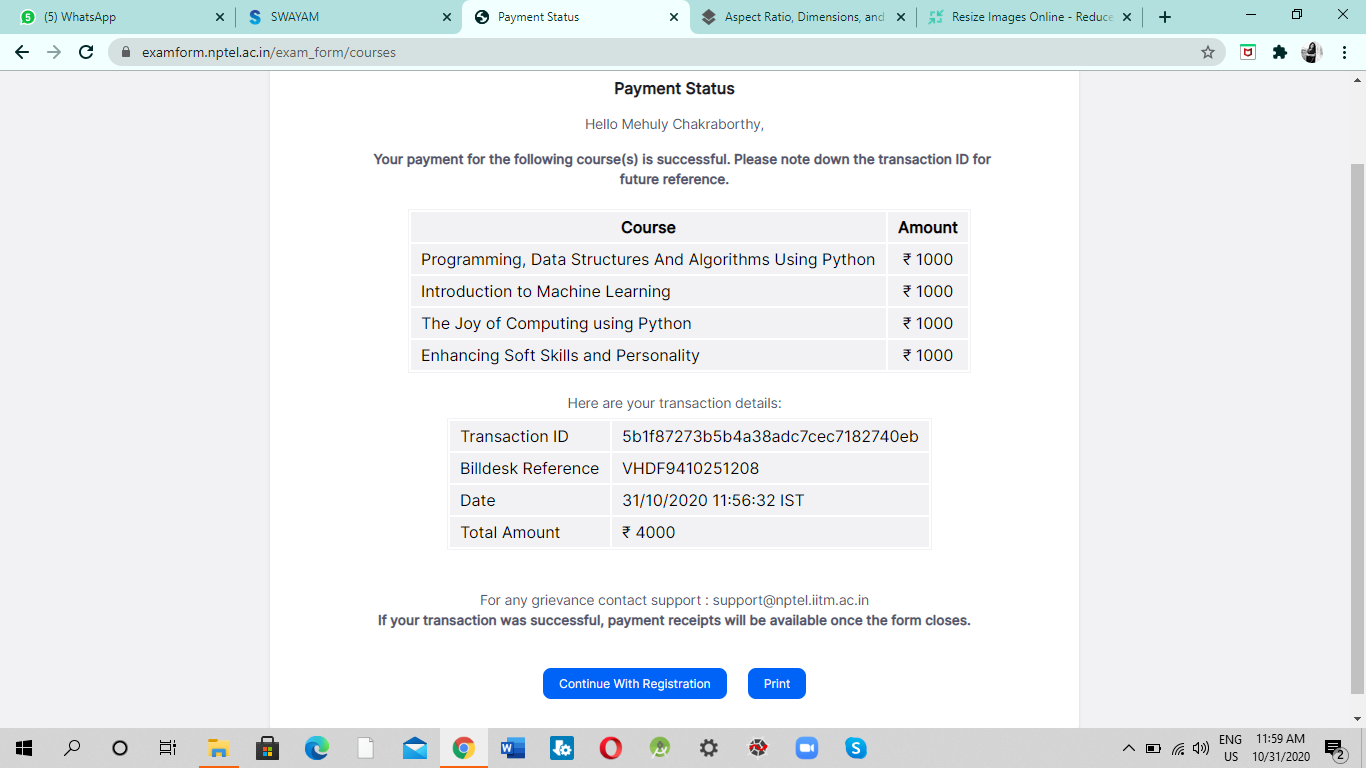 (5) WhatsApp
SWAYAM
Payment Status
Aspect Ratio, Dimensions, and
Resize Images Online - Reduce
examform.nptel.ac.in/exam_form/courses
Payment Status
Hello Mehuly Chakraborthy,
Your payment for the following course(s) is successful. Please note down the transaction ID for
future reference.
Course Amount
Programming, Data Structures And Algorithms Using Python ₹ 1000
Introduction to Machine Learning ₹ 1000
The Joy of Computing using Python ₹ 1000
Enhancing Soft Skills and Personality ₹ 1000
Here are your transaction details:
Transaction ID 5b1f87273b5b4a38adc7cec7182740eb
Billdesk Reference VHDF9410251208
Date 31/10/2020 11:56:32 IST
Total Amount ₹ 4000
For any grievance contact support : support@nptel.iitm.ac.in
If your transaction was successful, payment receipts will be available once the form closes.
Continue With Registration Print
ENG 11:59 AM
US 10/31/2020 2